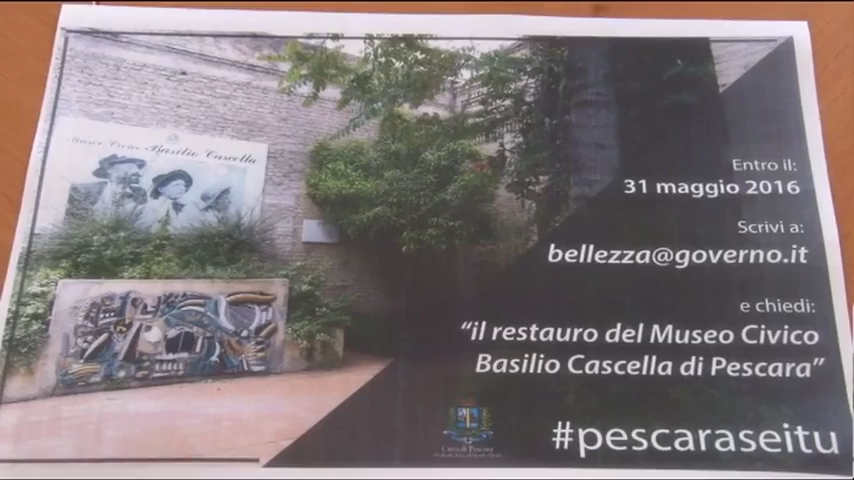 Museo Civico Basilio Cascella
Entro il:
31 maggio 2016
Scrivi a:
bellezza@governo.it
e chiedi:
“il restauro del Museo Civico
Basilio Cascella di Pescara”
Città di Pescara
#pescaraseitu